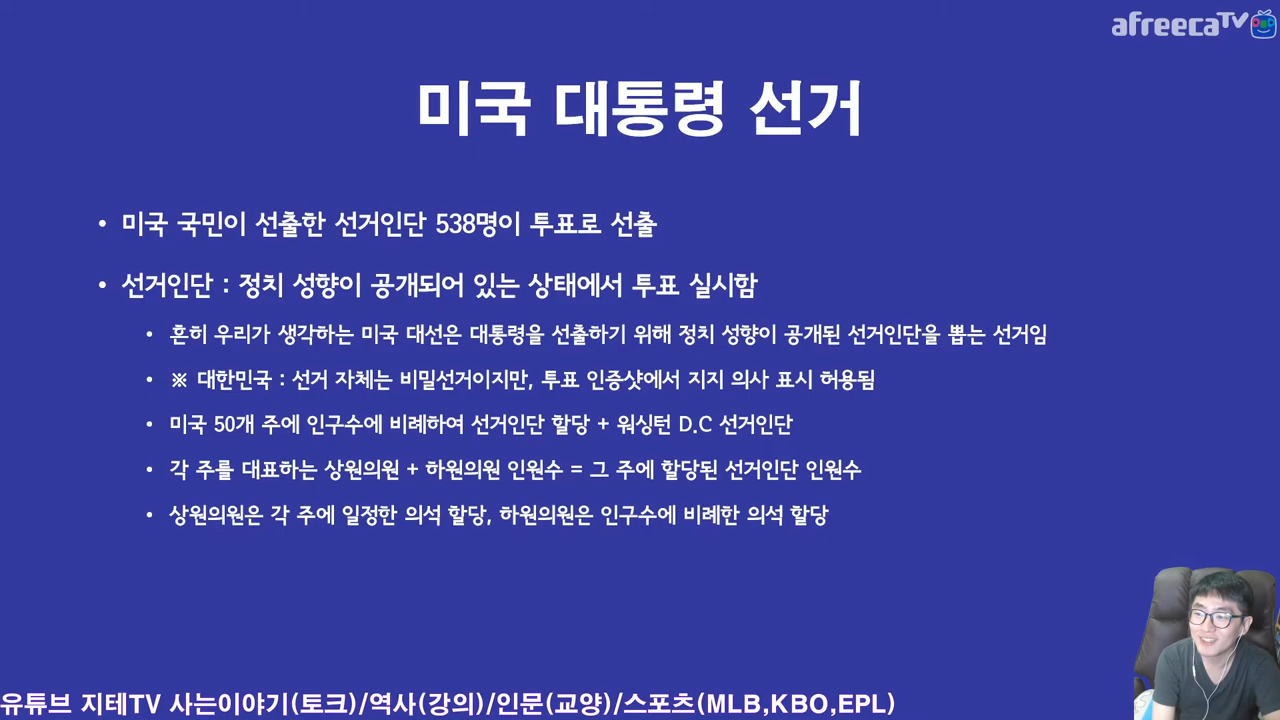 afreecaTV
미국 대통령 선거
• 미국 국민이 선출한 선거인단 538명이 투표로 선출
• 선거인단 : 정치 성향이 공개되어 있는 상태에서 투표 실시함
• 흔히 우리가 생각하는 미국 대선은 대통령을 선출하기 위해 정치 성향이 공개된 선거인단을 뽑는 선거임
• ※ 대한민국 : 선거 자체는 비밀선거이지만, 투표 인증샷에서 지지 의사 표시 허용됨
• 미국 50개 주에 인구수에 비례하여 선거인단 할당 + 워싱턴 D.C 선거인단
• 각 주를 대표하는 상원의원 + 하원의원 인원수 = 그 주에 할당된 선거인단 인원수
• 상원의원은 각 주에 일정한 의석 할당, 하원의원은 인구수에 비례한 의석 할당
유튜브 지테TV 사는이야기(토크)/역사(강의)/인문(교양)/스포츠(MLB,KBO,EPL)